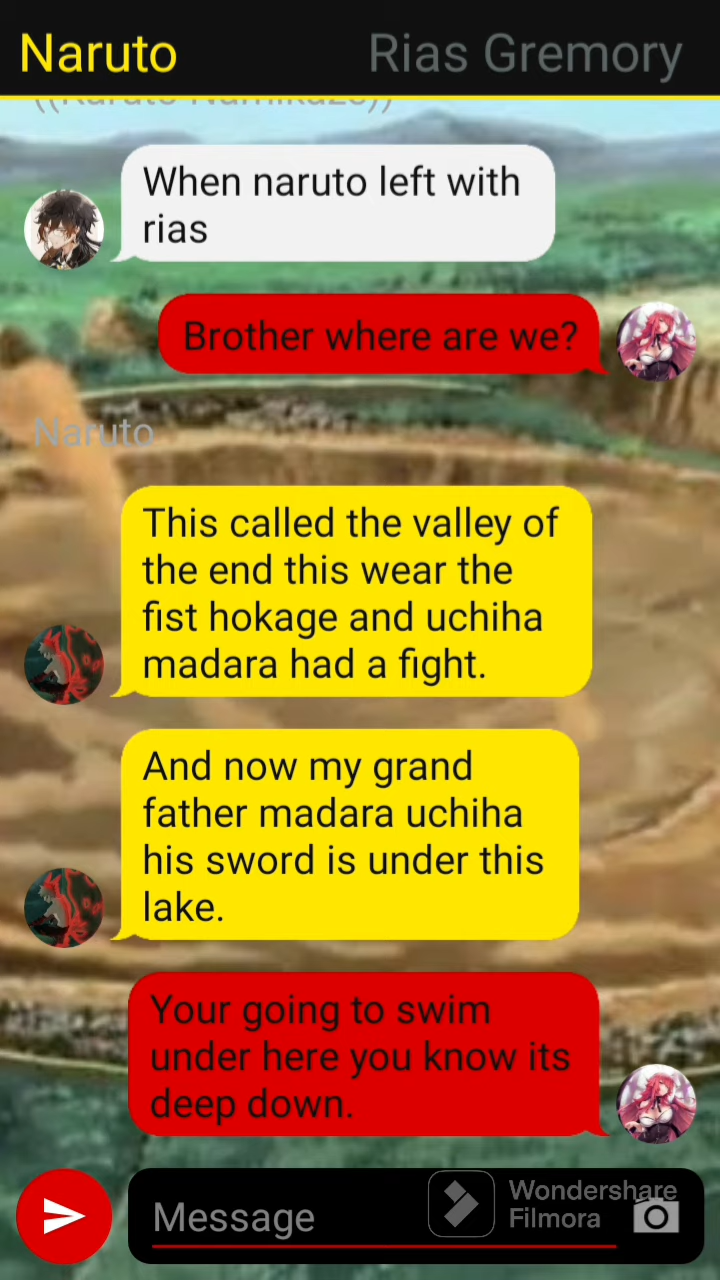 Naruto
Rias Gremory
((Naruto Namikaze))
When naruto left with
rias
Brother where are we?
Naruto
This called the valley of
the end this wear the
fist hokage and uchiha
madara had a fight.
And now my grand
father madara uchiha
his sword is under this
lake.
Your going to swim
under here you know its
deep down.
Message
Wondershare
Filmora